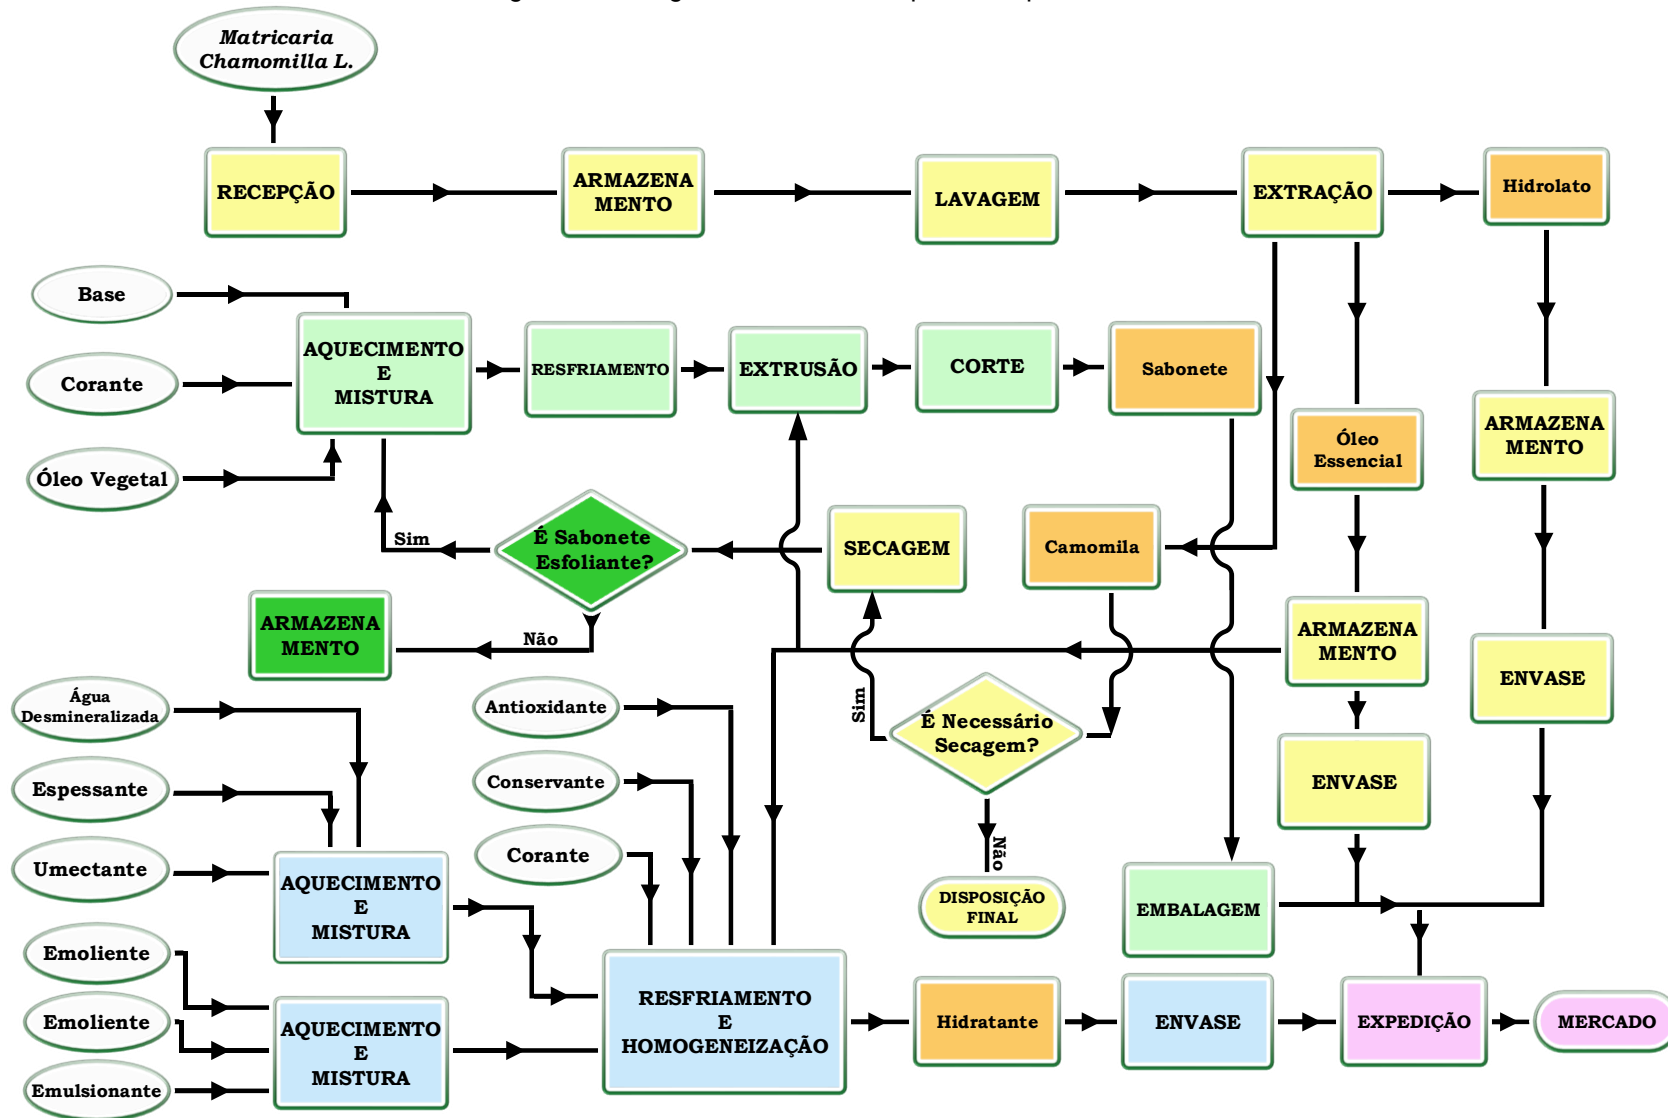 Matricaria
Chamomilla L.
RECEPÇÃO
ARMAZENA
MENTO
LAVAGEM
EXTRAÇÃO
Hidrolato
Base
Corante
Óleo Vegetal
AQUECIMENTO
E
MISTURA
RESFRIAMENTO
EXTRUSÃO
CORTE
Sabonete
Óleo
Essencial
ARMAZENA
MENTO
Sim
É Sabonete
Esfoliante?
SECAGEM
Camomila
ARMAZENA
MENTO
Não
ARMAZENA
MENTO
ENVASE
Água
Desmineralizada
Antioxidante
Sim
É Necessário
Secagem?
Espessante
Conservante
ENVASE
Umectante
Corante
Não
AQUECIMENTO
E
MISTURA
DISPOSIÇÃO
FINAL
EMBALAGEM
Emoliente
Emoliente
Emulsionante
AQUECIMENTO
E
MISTURA
RESFRIAMENTO
E
HOMOGENEIZAÇÃO
Hidratante
ENVASE
EXPEDIÇÃO
MERCADO